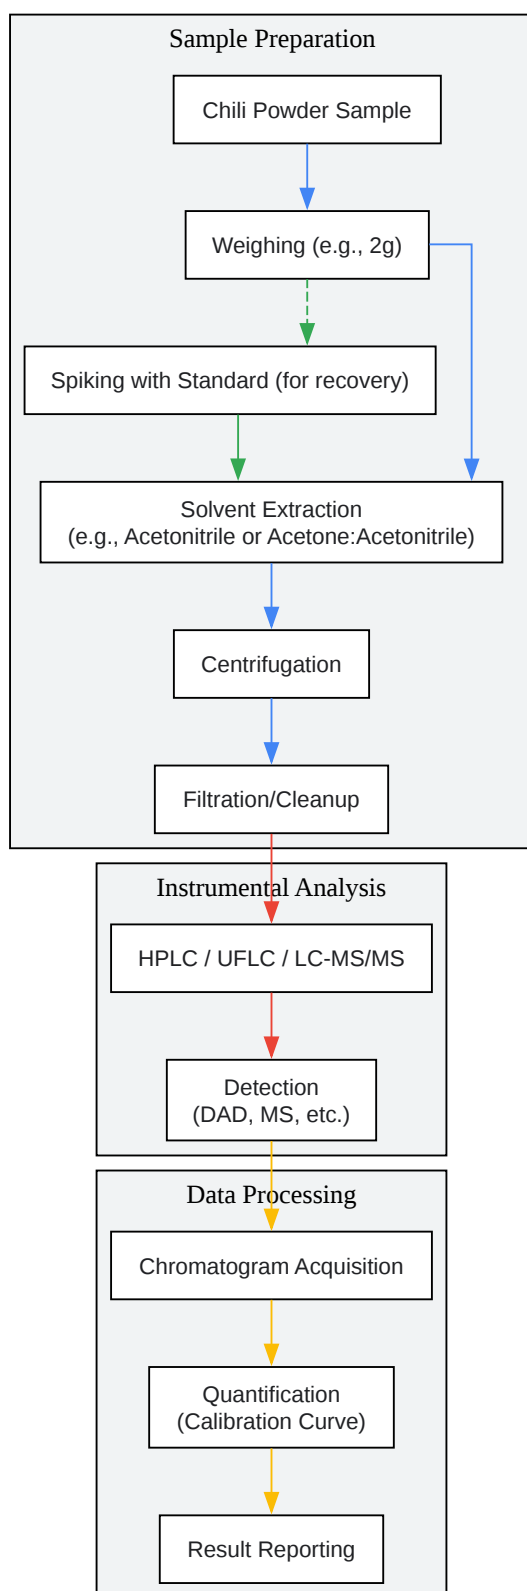 Sample Preparation
Chili Powder Sample
Weighing (e.g., 2g)
Spiking with Standard (for recovery)
Solvent Extraction
(e.g., Acetonitrile or Acetone:Acetonitrile)
Centrifugation
Filtration/Cleanup
Instrumental Analysis
HPLC / UFLC / LC-MS/MS
Detection
(DAD, MS, etc.)
Data Processing
Chromatogram Acquisition
Quantification
(Calibration Curve)
Result Reporting